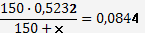 150 · 0,5232
150 + x
= 0,0844